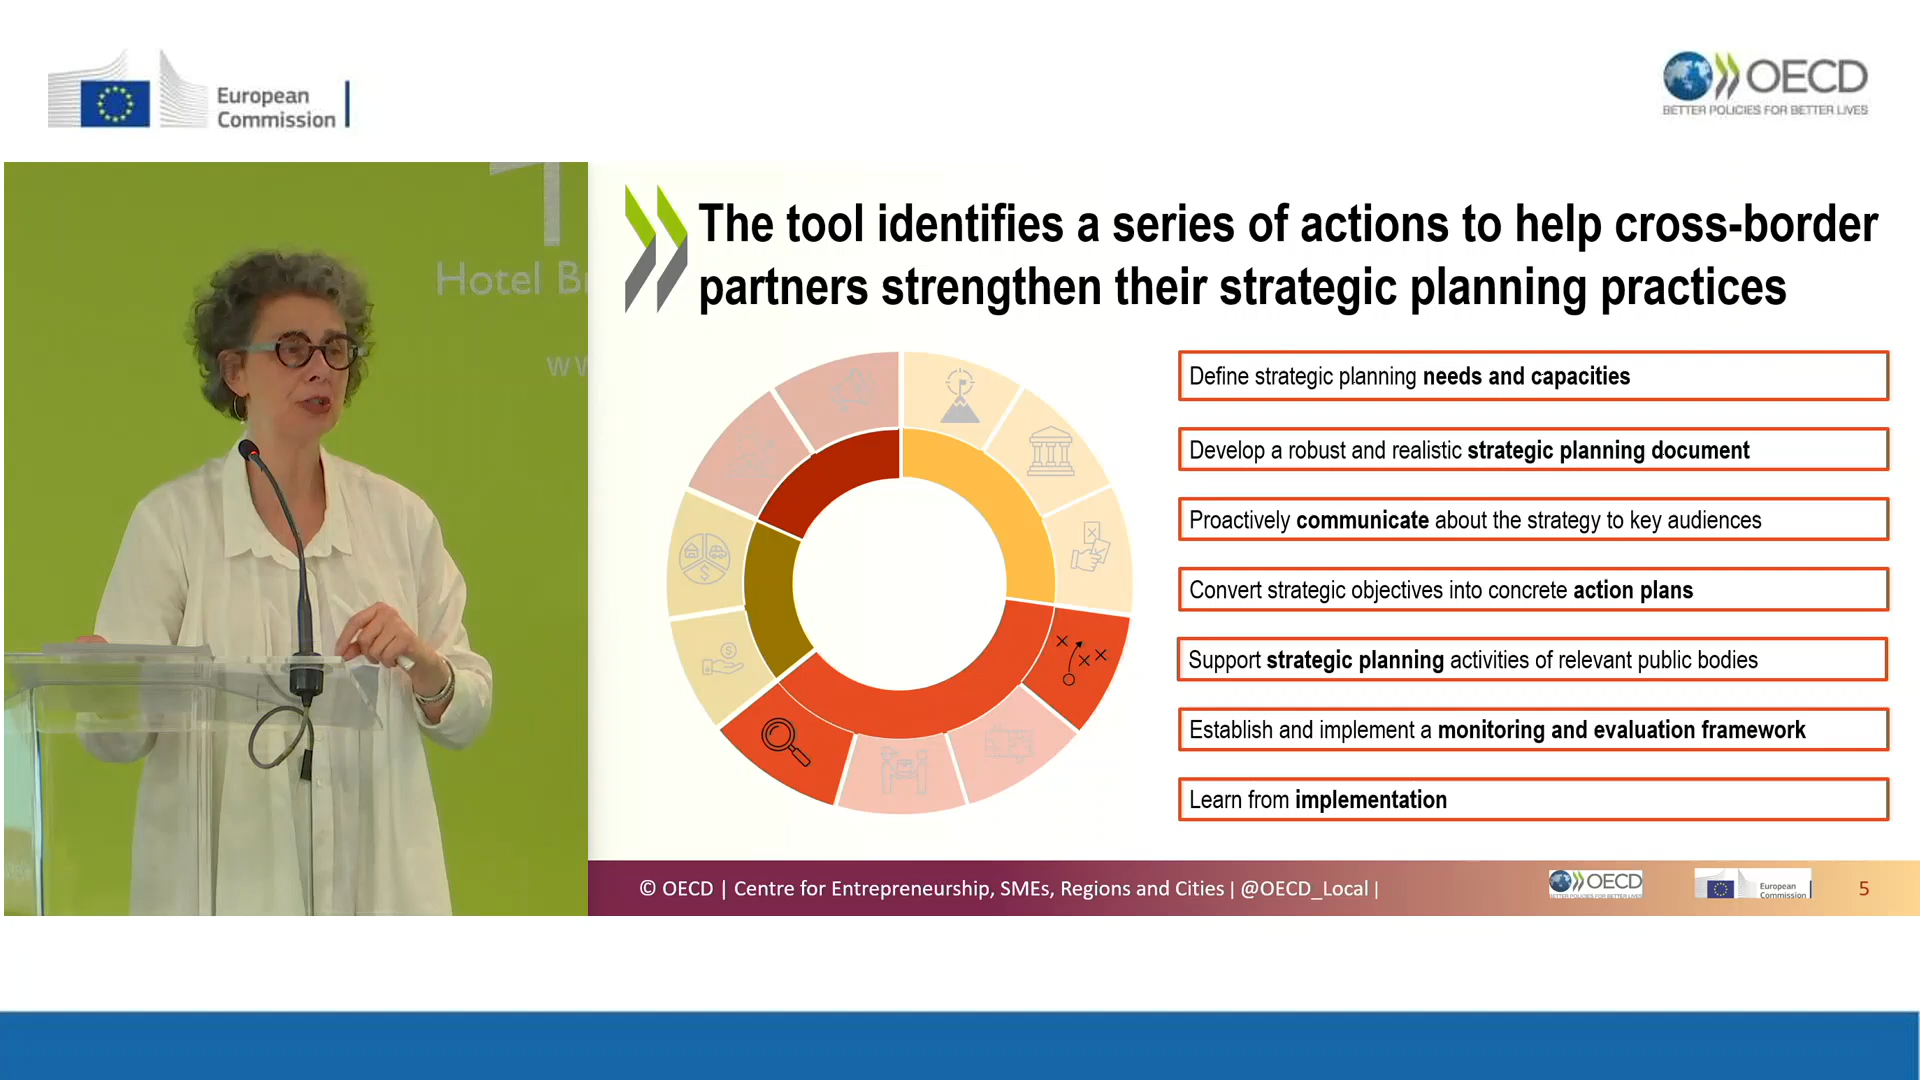 European
Commission
OECD
BETTER POLICIES FOR BETTER LIVES
Hotel
The tool identifies a series of actions to help cross-border
partners strengthen their strategic planning practices
Define strategic planning needs and capacities
Develop a robust and realistic strategic planning document
Proactively communicate about the strategy to key audiences
Convert strategic objectives into concrete action plans
Support strategic planning activities of relevant public bodies
Establish and implement a monitoring and evaluation framework
Learn from implementation
© OECD | Centre for Entrepreneurship, SMEs, Regions and Cities | @OECD_Local |
OECD
European
Commission
5